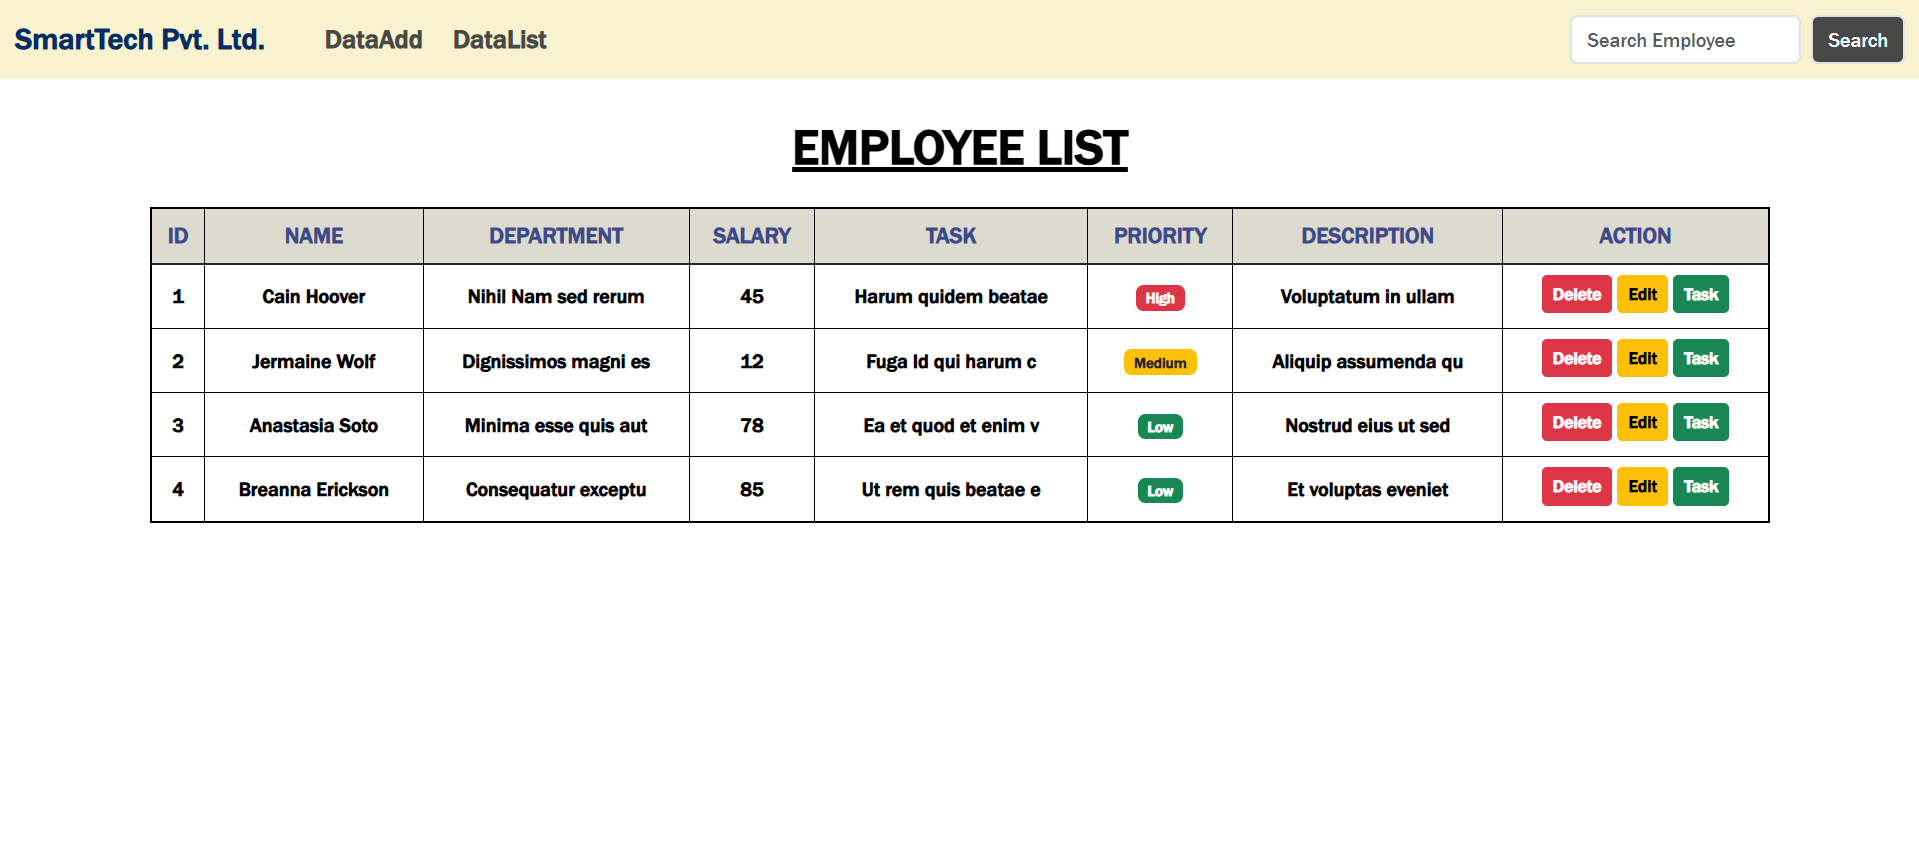 SmartTech Pvt. Ltd. DataAdd DataList Search Employee Search
EMPLOYEE LIST
ID NAME DEPARTMENT SALARY TASK PRIORITY DESCRIPTION ACTION
1 Cain Hoover Nihil Nam sed rerum 45 Harum quidem beatae High Voluptatum in ullam Delete Edit Task
2 Jermaine Wolf Dignissimos magni es 12 Fuga Id qui harum c Medium Aliquip assumenda qu Delete Edit Task
3 Anastasia Soto Minima esse quis aut 78 Ea et quod et enim v Low Nostrud eius ut sed Delete Edit Task
4 Breanna Erickson Consequatur exceptu 85 Ut rem quis beatae e Low Et voluptas eveniet Delete Edit Task